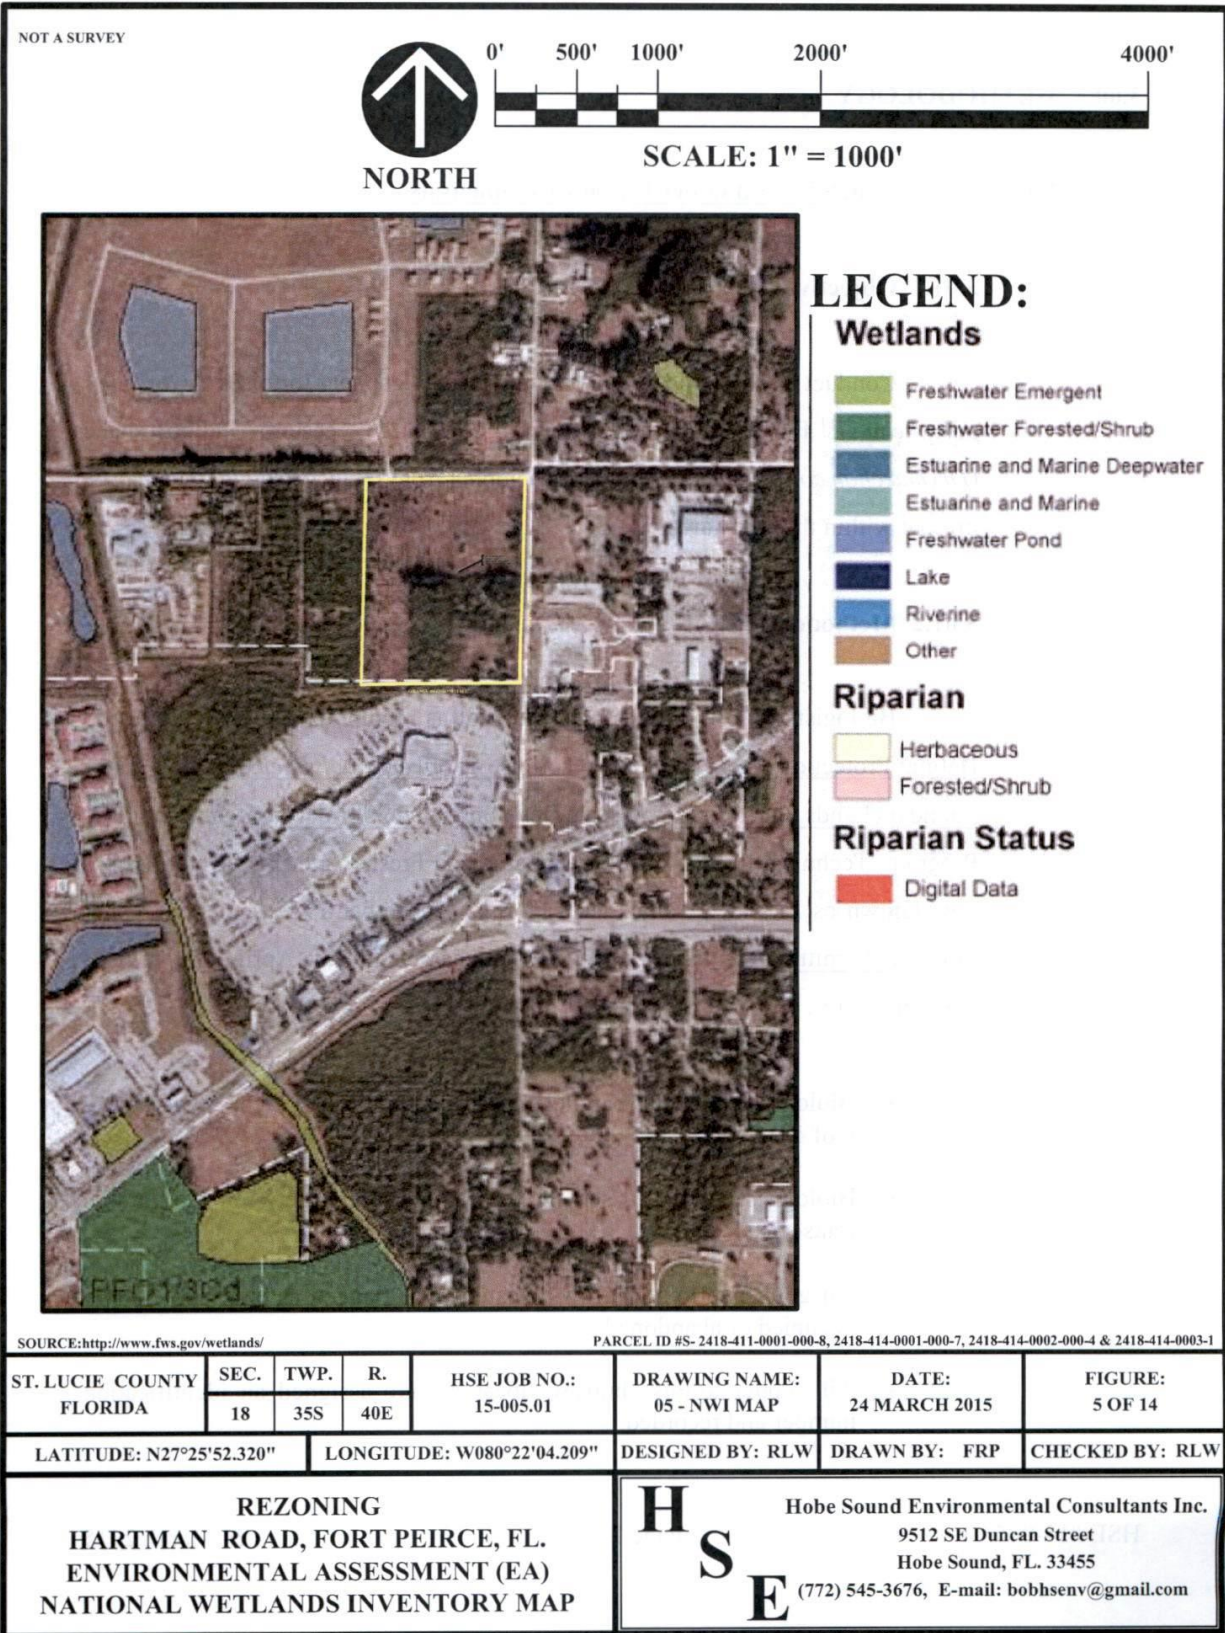 NOT A SURVEY
0' 500' 1000' 2000' 4000'
SCALE: 1" = 1000'
NORTH
LEGEND:
Wetlands
Freshwater Emergent
Freshwater Forested/Shrub
Estuarine and Marine Deepwater
Estuarine and Marine
Freshwater Pond
Lake
Riverine
Other
Riparian
Herbaceous
Forested/Shrub
Riparian Status
Digital Data
PFO1/3Cd
SOURCE:http://www.fws.gov/wetlands/
PARCEL ID #S- 2418-411-0001-000-8, 2418-414-0001-000-7, 2418-414-0002-000-4 & 2418-414-0003-1
ST. LUCIE COUNTY
FLORIDA
SEC. TWP. R.
18 35S 40E
HSE JOB NO.:
15-005.01
DRAWING NAME:
05 - NWI MAP
DATE:
24 MARCH 2015
FIGURE:
5 OF 14
LATITUDE: N27°25'52.320"
LONGITUDE: W080°22'04.209"
DESIGNED BY: RLW
DRAWN BY: FRP
CHECKED BY: RLW
REZONING
HARTMAN ROAD, FORT PEIRCE, FL.
ENVIRONMENTAL ASSESSMENT (EA)
NATIONAL WETLANDS INVENTORY MAP
H
S
E
Hobe Sound Environmental Consultants Inc.
9512 SE Duncan Street
Hobe Sound, FL. 33455
(772) 545-3676, E-mail: bobhsenv@gmail.com